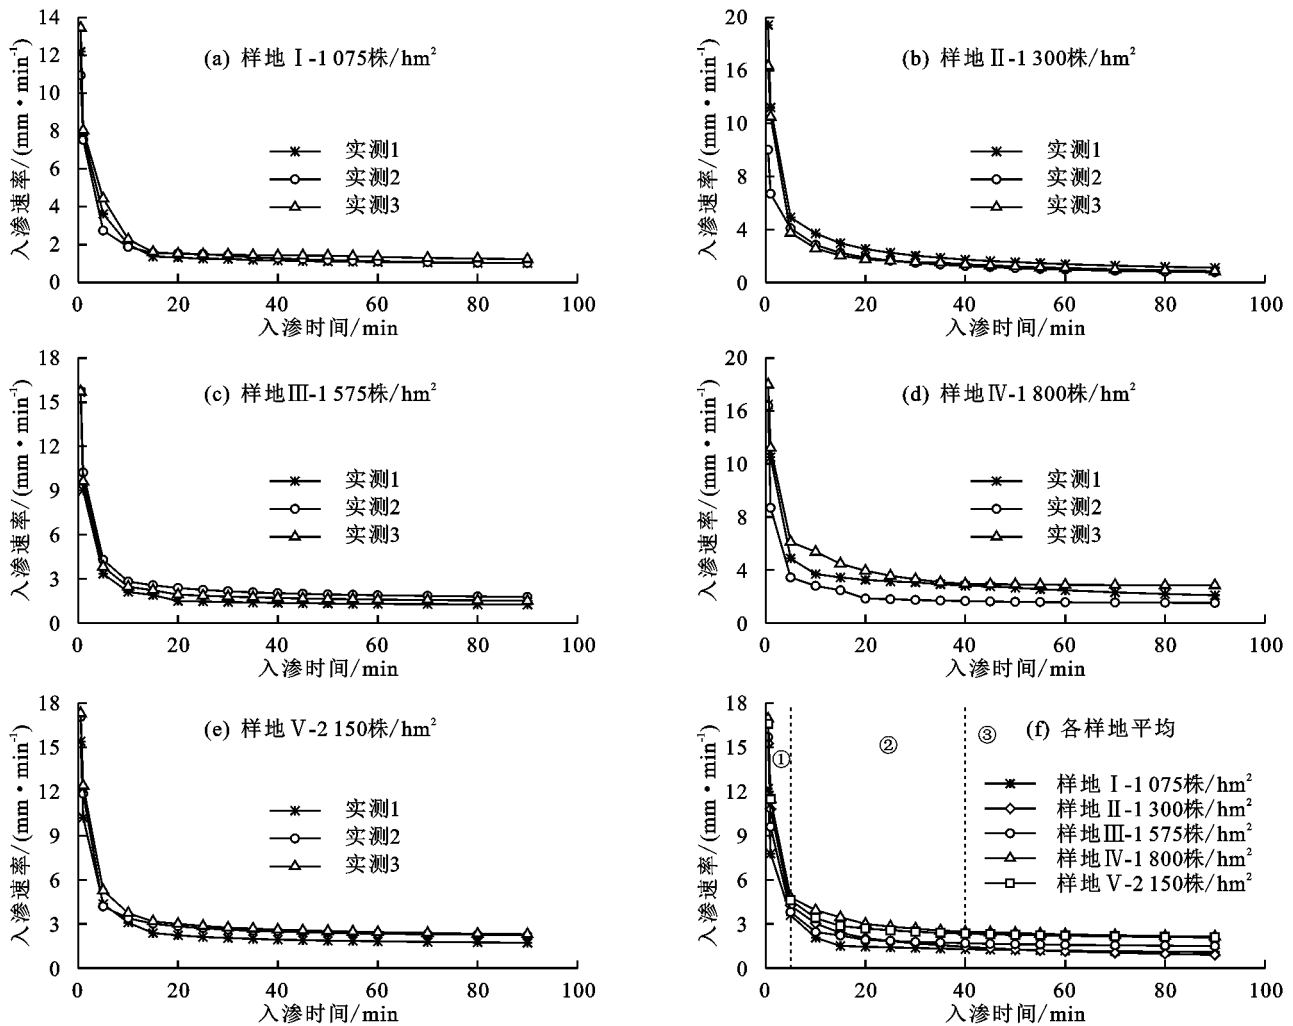 (a) 样地Ⅰ-1 075株/hm²
入渗速率/(mm·min⁻¹)
14
12
10
8
6
4
2
0
实测1
实测2
实测3
0 20 40 60 80 100
入渗时间/min
(b) 样地Ⅱ-1 300株/hm²
入渗速率/(mm·min⁻¹)
20
16
10
8
4
0
实测1
实测2
实测3
0 20 40 60 80 100
入渗时间/min
(c) 样地Ⅲ-1 575株/hm²
入渗速率/(mm·min⁻¹)
18
15
12
9
6
3
0
实测1
实测2
实测3
0 20 40 60 80 100
入渗时间/min
(d) 样地Ⅳ-1 800株/hm²
入渗速率/(mm·min⁻¹)
20
16
10
8
4
0
实测1
实测2
实测3
0 20 40 60 80 100
入渗时间/min
(e) 样地Ⅴ-2 150株/hm²
入渗速率/(mm·min⁻¹)
18
15
12
9
6
3
0
实测1
实测2
实测3
0 20 40 60 80 100
入渗时间/min
(f) 各样地平均
入渗速率/(mm·min⁻¹)
18
15
12
9
6
3
0
① ② ③
样地Ⅰ-1 075株/hm²
样地Ⅱ-1 300株/hm²
样地Ⅲ-1 575株/hm²
样地Ⅳ-1 800株/hm²
样地Ⅴ-2 150株/hm²
0 20 40 60 80 100
入渗时间/min